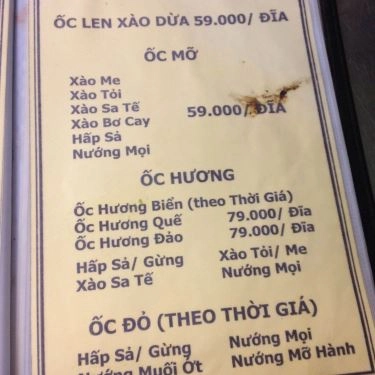 ỐC LEN XÀO DỪA 59.000/ ĐĨA
ỐC MỠ
Xào Me
Xào Tỏi
Xào Sa Tế 59.000/ ĐĨA
Xào Bơ Cay
Hấp Sả
Nướng Mọi
ỐC HƯƠNG
Ốc Hương Biển (theo Thời Giá)
Ốc Hương Quế 79.000/ Đĩa
Ốc Hương Đảo 79.000/ Đĩa
Hấp Sả/ Gừng Xào Tỏi/ Me
Xào Sa Tế Nướng Mọi
ỐC ĐỎ (THEO THỜI GIÁ)
Hấp Sả/ Gừng Nướng Mọi
Nướng Muối Ớt Nướng Mỡ Hành